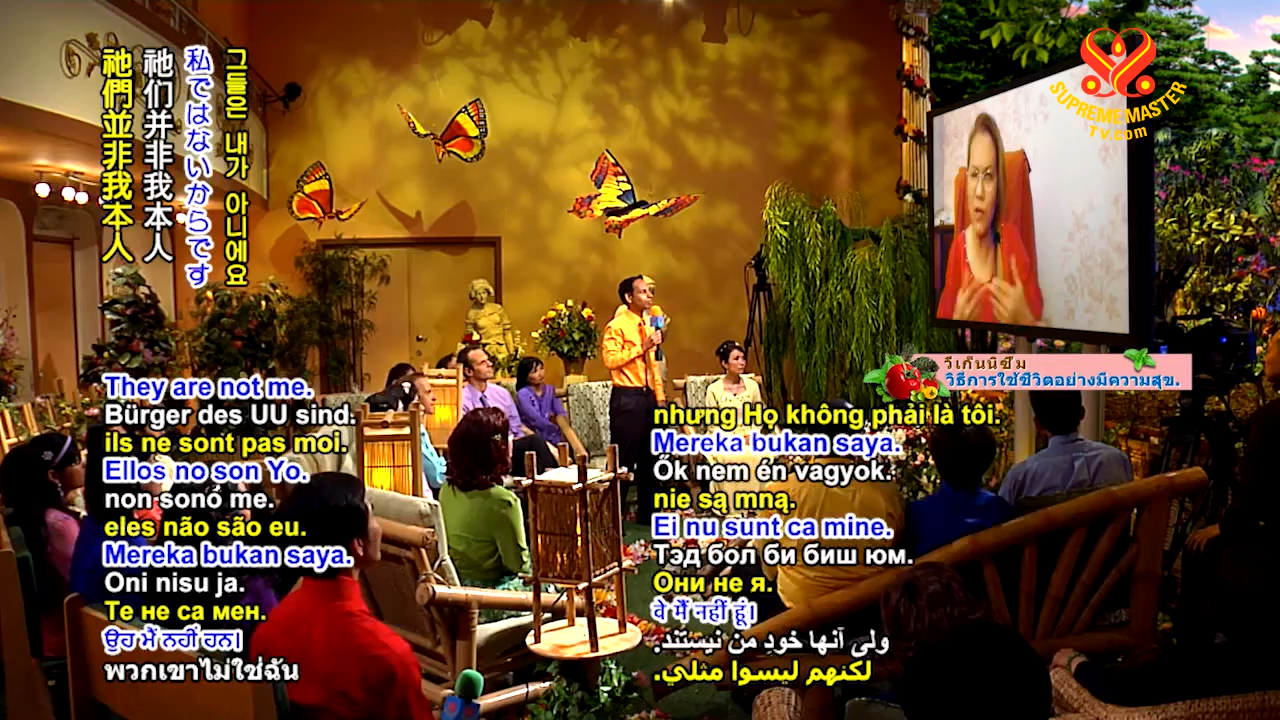 SUPREME MASTER
TV.com
그들은 내가 아니에요
私ではないからです
祂们并非我本人
祂們並非我本人
They are not me.
Bürger des UU sind.
ils ne sont pas moi.
Ellos no son Yo.
non sono me.
eles não são eu.
Mereka bukan saya.
Oni nisu ja.
Те не са мен.
ਉਹ ਮੈਂ ਨਹੀਂ ਹਨ।
พวกเขาไม่ใช่ฉัน
วีเก้นนิซึ่ม
วิธีการใช้ชีวิตอย่างมีความสุข.
nhưng Họ không phải là tôi.
Mereka bukan saya.
Ők nem én vagyok.
nie są mną.
Ei nu sunt ca mine.
Тэд бол би биш юм.
Они не я.
वे मैं नहीं हूं।
ولی آنها خودِ من نیستند.
لكنهم ليسوا مثلي.